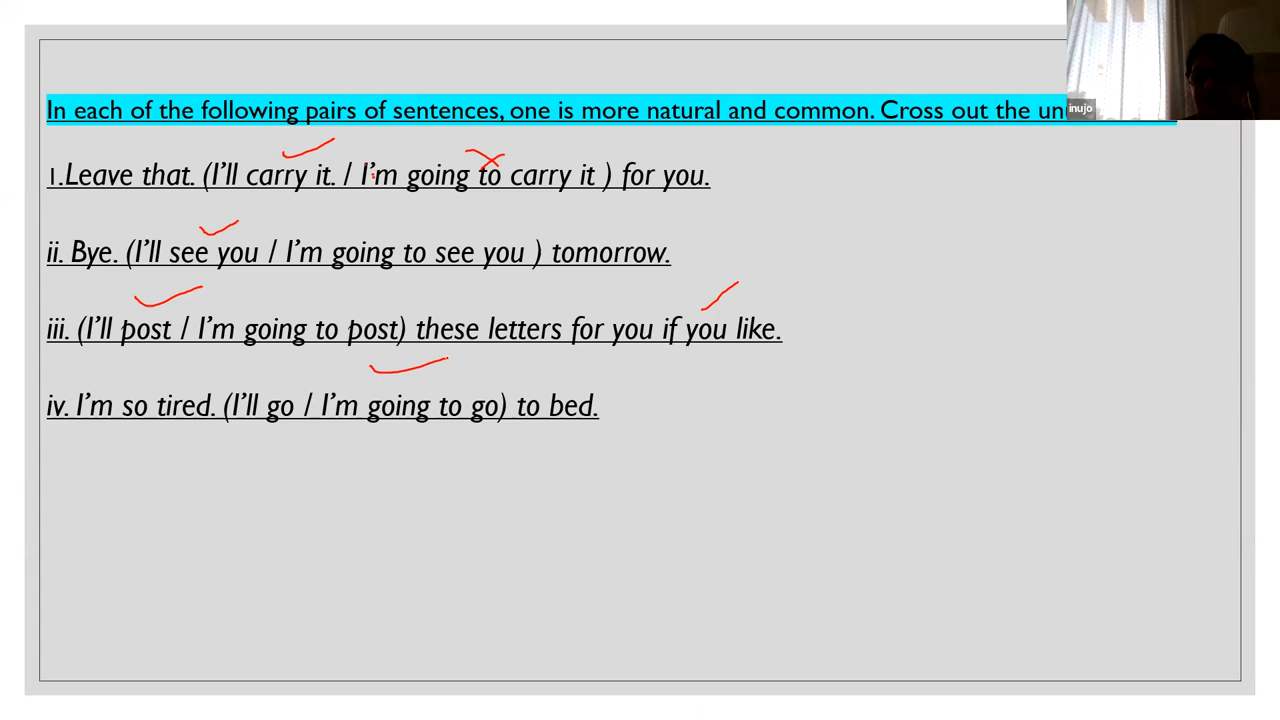 In each of the following pairs of sentences, one is more natural and common. Cross out the
inujo
1.Leave that. (I'll carry it. / I'm going to carry it ) for you.
ii. Bye. (I'll see you / I'm going to see you ) tomorrow.
iii. (I'll post / I'm going to post) these letters for you if you like.
iv. I'm so tired. (I'll go / I'm going to go) to bed.